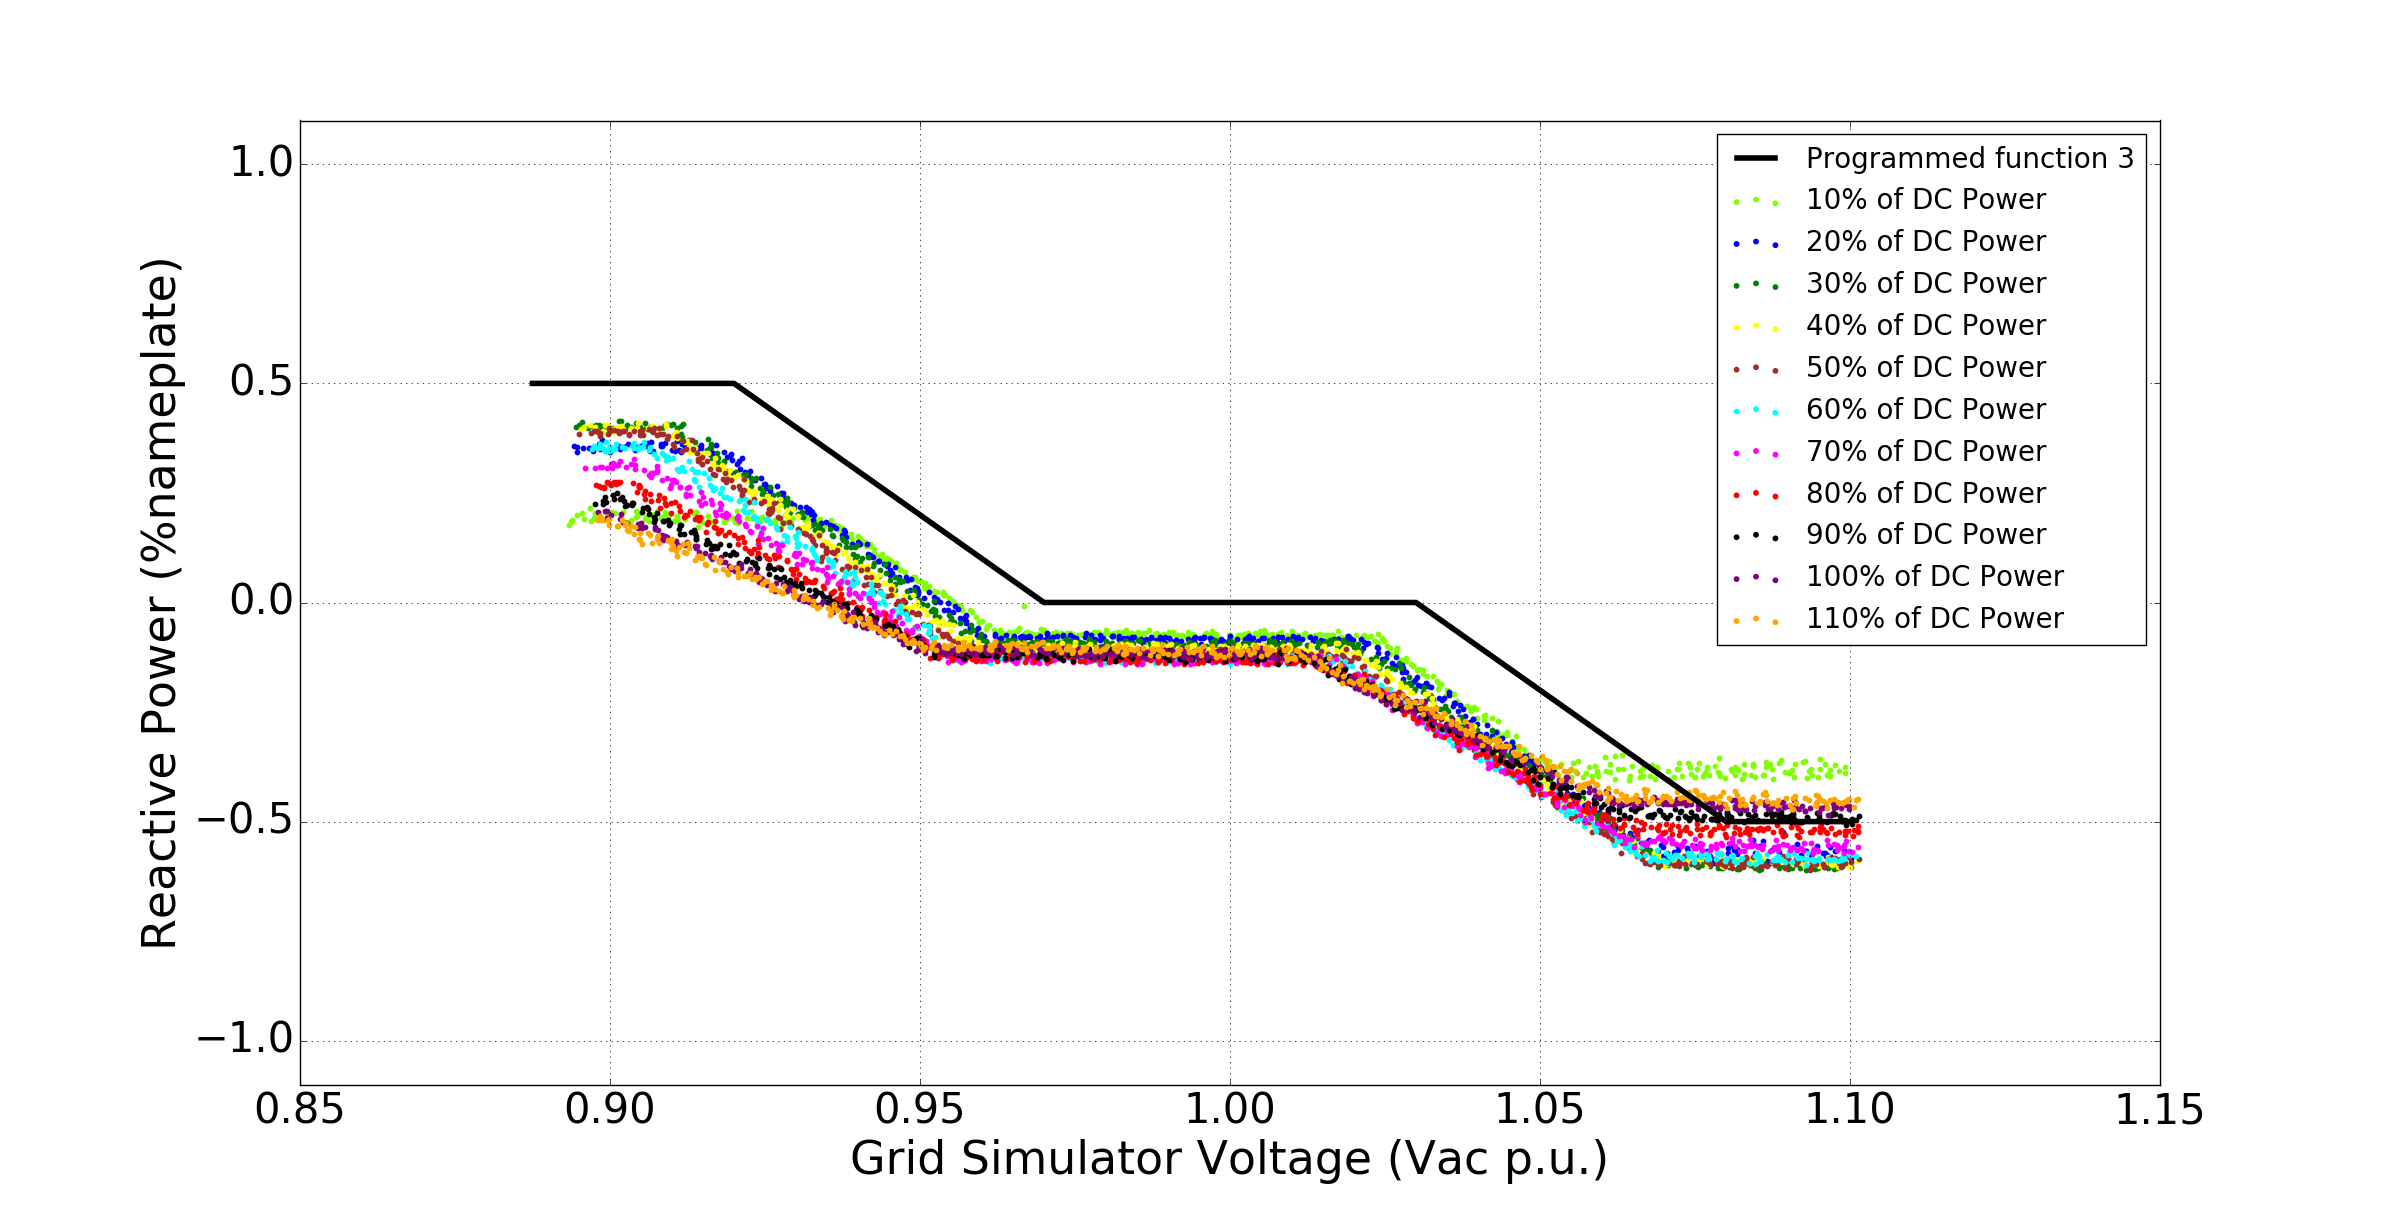 Programmed function 3
10% of DC Power
20% of DC Power
30% of DC Power
40% of DC Power
50% of DC Power
60% of DC Power
70% of DC Power
80% of DC Power
90% of DC Power
100% of DC Power
110% of DC Power
1.0
0.5
0.0
−0.5
−1.0
Reactive Power (%nameplate)
0.85 0.90 0.95 1.00 1.05 1.10 1.15
Grid Simulator Voltage (Vac p.u.)